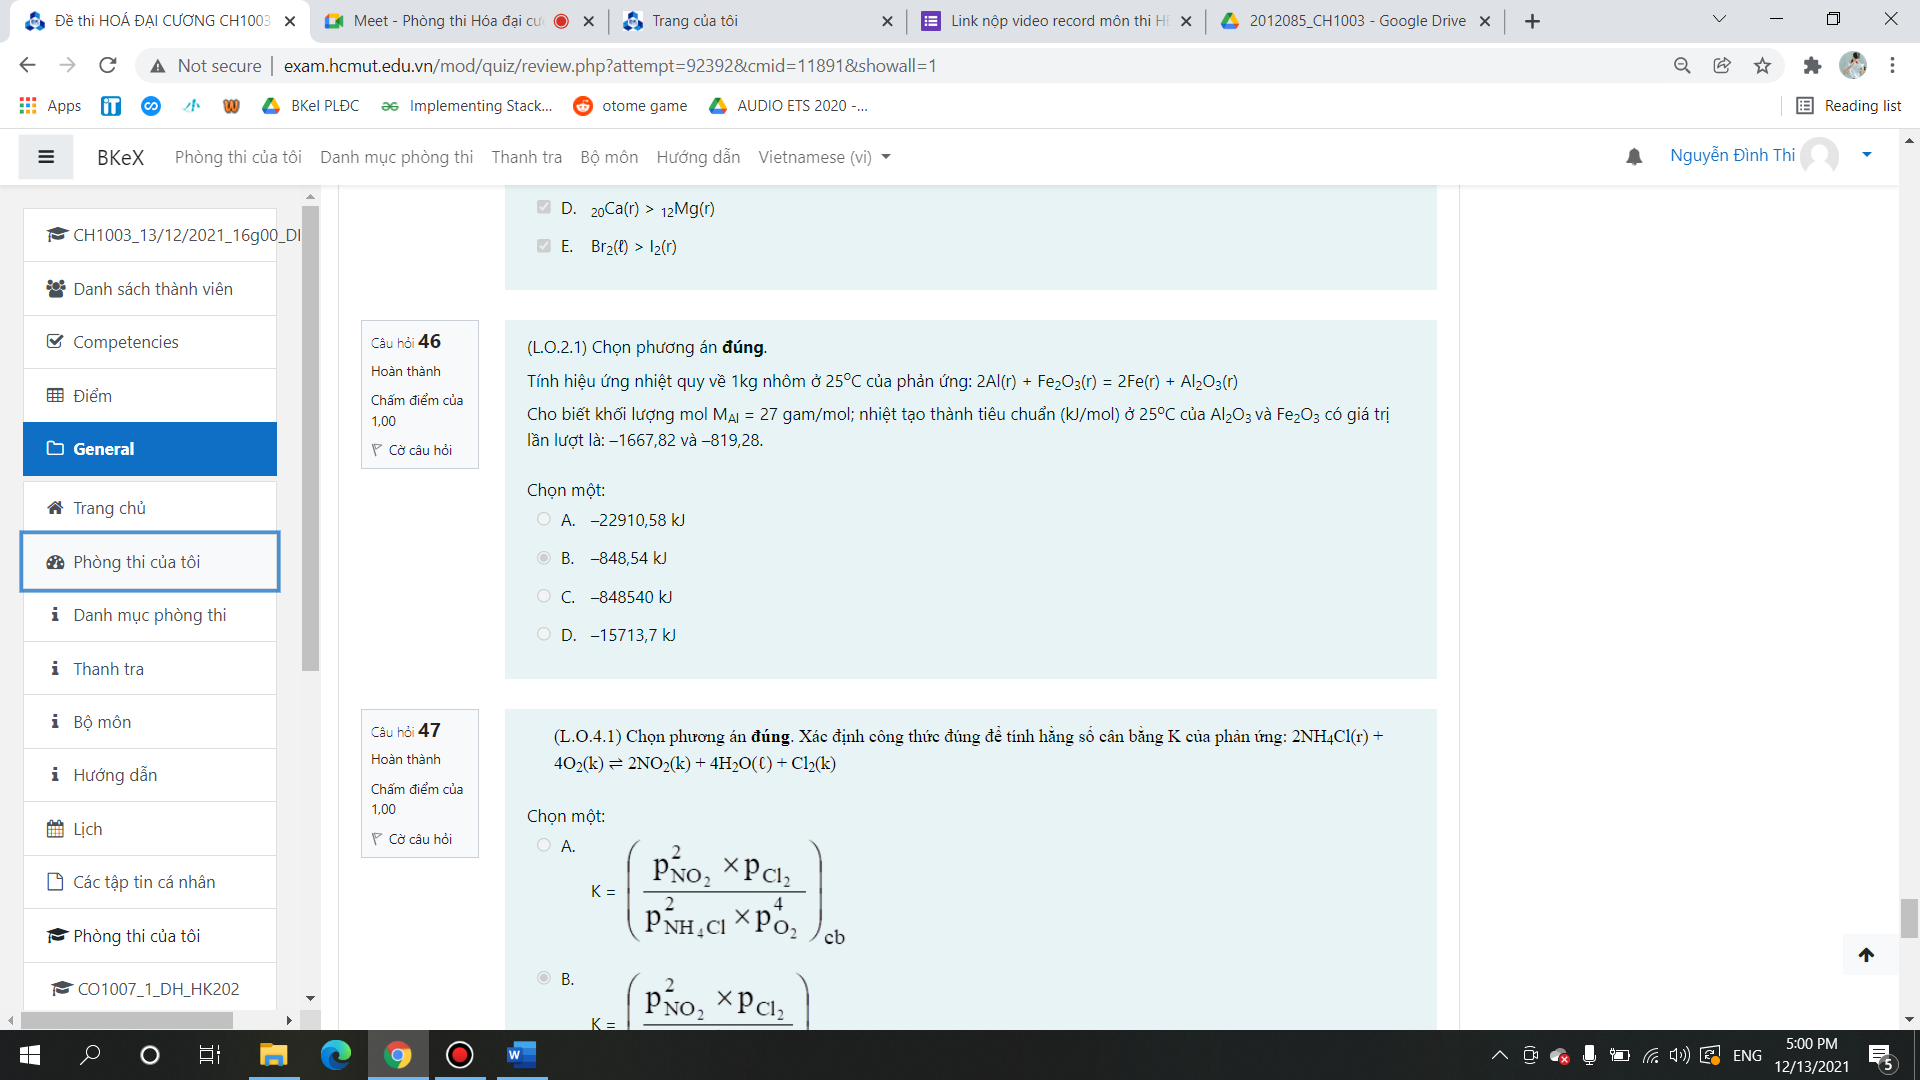 Đề thi HOÁ ĐẠI CƯƠNG CH1003
Meet - Phòng thi Hóa đại cư
Trang của tôi
Link nộp video record môn thi H
2012085_CH1003 - Google Drive
Not secure
exam.hcmut.edu.vn/mod/quiz/review.php?attempt=92392&cmid=11891&showall=1
Apps
BKel PLĐC
Implementing Stack...
otome game
AUDIO ETS 2020 -...
Reading list
BKeX
Phòng thi của tôi
Danh mục phòng thi
Thanh tra
Bộ môn
Hướng dẫn
Vietnamese (vi)
Nguyễn Đình Thi
CH1003_13/12/2021_16g00_DI
Danh sách thành viên
Competencies
Điểm
General
Trang chủ
Phòng thi của tôi
Danh mục phòng thi
Thanh tra
Bộ môn
Hướng dẫn
Lịch
Các tập tin cá nhân
Phòng thi của tôi
CO1007_1_DH_HK202
D. ₂₀Ca(r) > ₁₂Mg(r)
E. Br₂(ℓ) > I₂(r)
Câu hỏi 46
Hoàn thành
Chấm điểm của
1,00
Cờ câu hỏi
(L.O.2.1) Chọn phương án đúng.
Tính hiệu ứng nhiệt quy về 1kg nhôm ở 25⁰C của phản ứng: 2Al(r) + Fe₂O₃(r) = 2Fe(r) + Al₂O₃(r)
Cho biết khối lượng mol M_Al = 27 gam/mol; nhiệt tạo thành tiêu chuẩn (kJ/mol) ở 25⁰C của Al₂O₃ và Fe₂O₃ có giá trị
lần lượt là: –1667,82 và –819,28.
Chọn một:
A. –22910,58 kJ
B. –848,54 kJ
C. –848540 kJ
D. –15713,7 kJ
Câu hỏi 47
Hoàn thành
Chấm điểm của
1,00
Cờ câu hỏi
(L.O.4.1) Chọn phương án đúng. Xác định công thức đúng để tính hằng số cân bằng K của phản ứng: 2NH₄Cl(r) +
4O₂(k) ⇌ 2NO₂(k) + 4H₂O(ℓ) + Cl₂(k)
Chọn một:
A.
K = (p²_NO₂ × p_Cl₂ / p²_NH₄Cl × p⁴_O₂)cb
B.
K = (p²_NO₂ × p_Cl₂
W
ENG
5:00 PM
12/13/2021
5